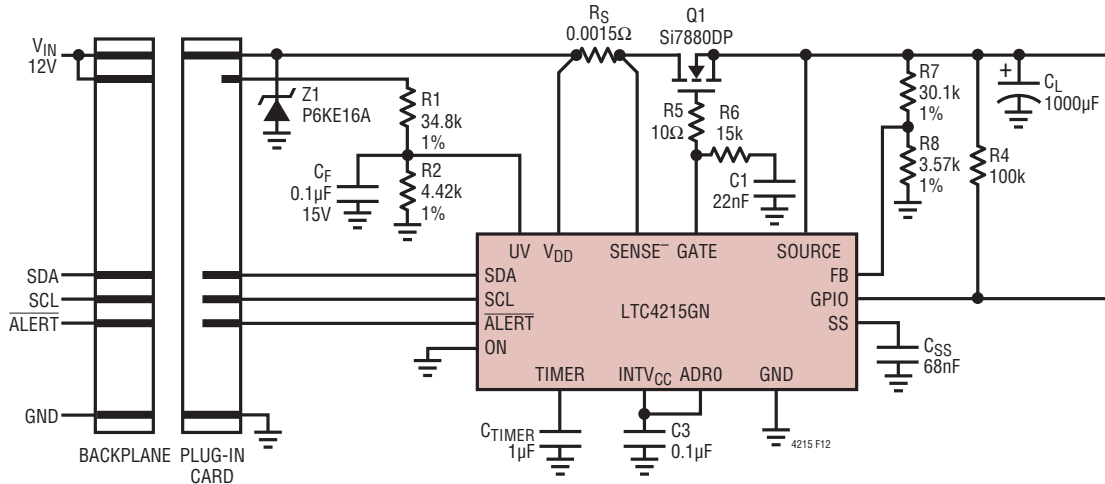 V_IN
12V
R_S
0.0015Ω
Q1
Si7880DP
Z1
P6KE16A
R1
34.8k
1%
C_F
0.1µF
15V
R2
4.42k
1%
R5
10Ω
R6
15k
C1
22nF
R7
30.1k
1%
R8
3.57k
1%
R4
100k
+
C_L
1000µF
UV
V_DD
SENSE⁻
GATE
SOURCE
SDA
SCL
ALERT
SDA
SCL
ALERT
ON
LTC4215GN
FB
GPIO
SS
C_SS
68nF
TIMER
INTV_CC
ADR0
GND
GND
C_TIMER
1µF
C3
0.1µF
4215 F12
BACKPLANE
PLUG-IN
CARD